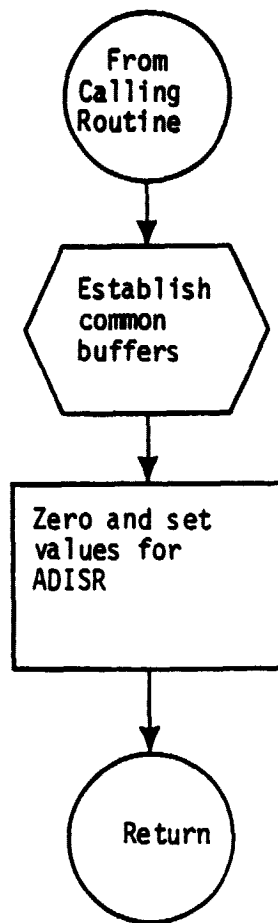 From
Calling
Routine
Establish
common
buffers
Zero and set
values for
ADISR
Return